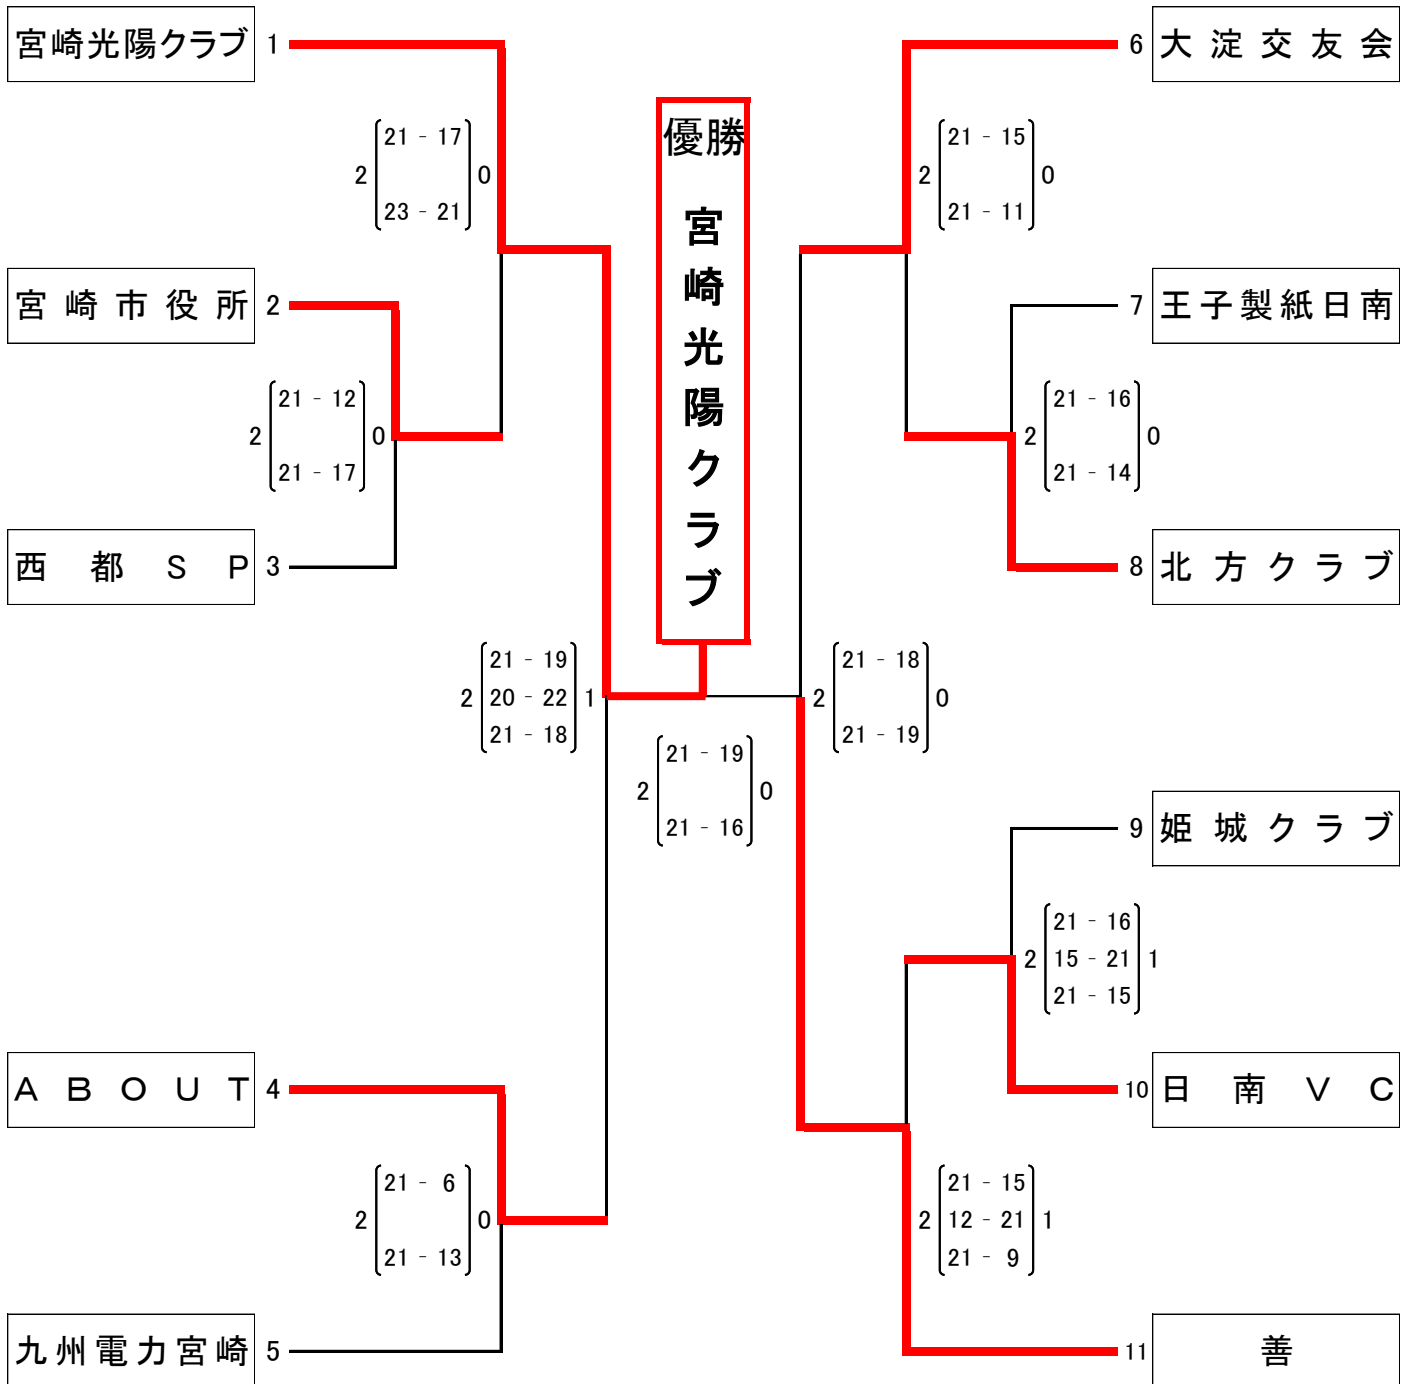 宮崎光陽クラブ 1
6 大淀交友会
優勝 宮崎光陽クラブ
21 - 17
2 0
23 - 21
21 - 15
2 0
21 - 11
宮崎市役所 2
7 王子製紙日南
21 - 12
2 0
21 - 17
21 - 16
2 0
21 - 14
西都SP 3
8 北方クラブ
21 - 19
2 20 - 22 1
21 - 18
21 - 18
2 0
21 - 19
21 - 19
2 0
21 - 16
9 姫城クラブ
21 - 16
2 15 - 21 1
21 - 15
ABOUT 4
10 日南VC
21 - 6
2 0
21 - 13
21 - 15
2 12 - 21 1
21 - 9
九州電力宮崎 5
11 善